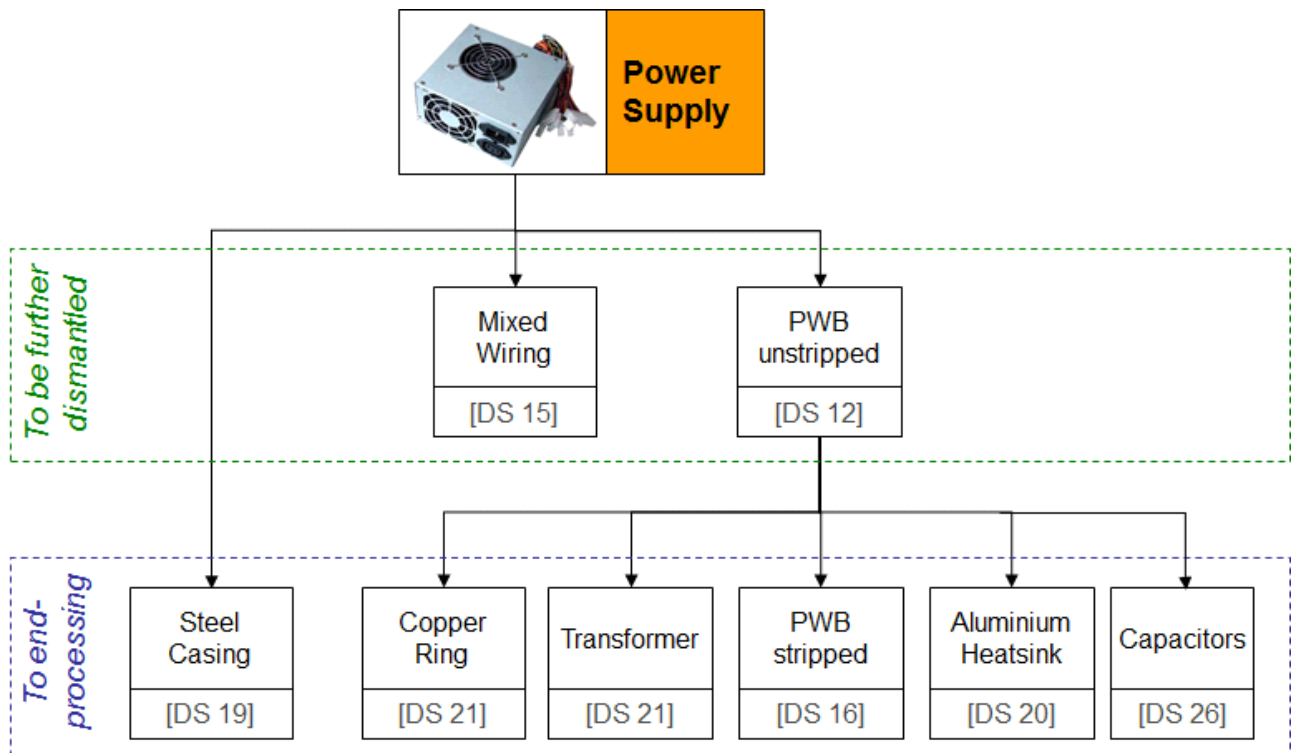 Power
Supply
To be further
dismantled
Mixed
Wiring
[DS 15]
PWB
unstripped
[DS 12]
To end-
processing
Steel
Casing
[DS 19]
Copper
Ring
[DS 21]
Transformer
[DS 21]
PWB
stripped
[DS 16]
Aluminium
Heatsink
[DS 20]
Capacitors
[DS 26]